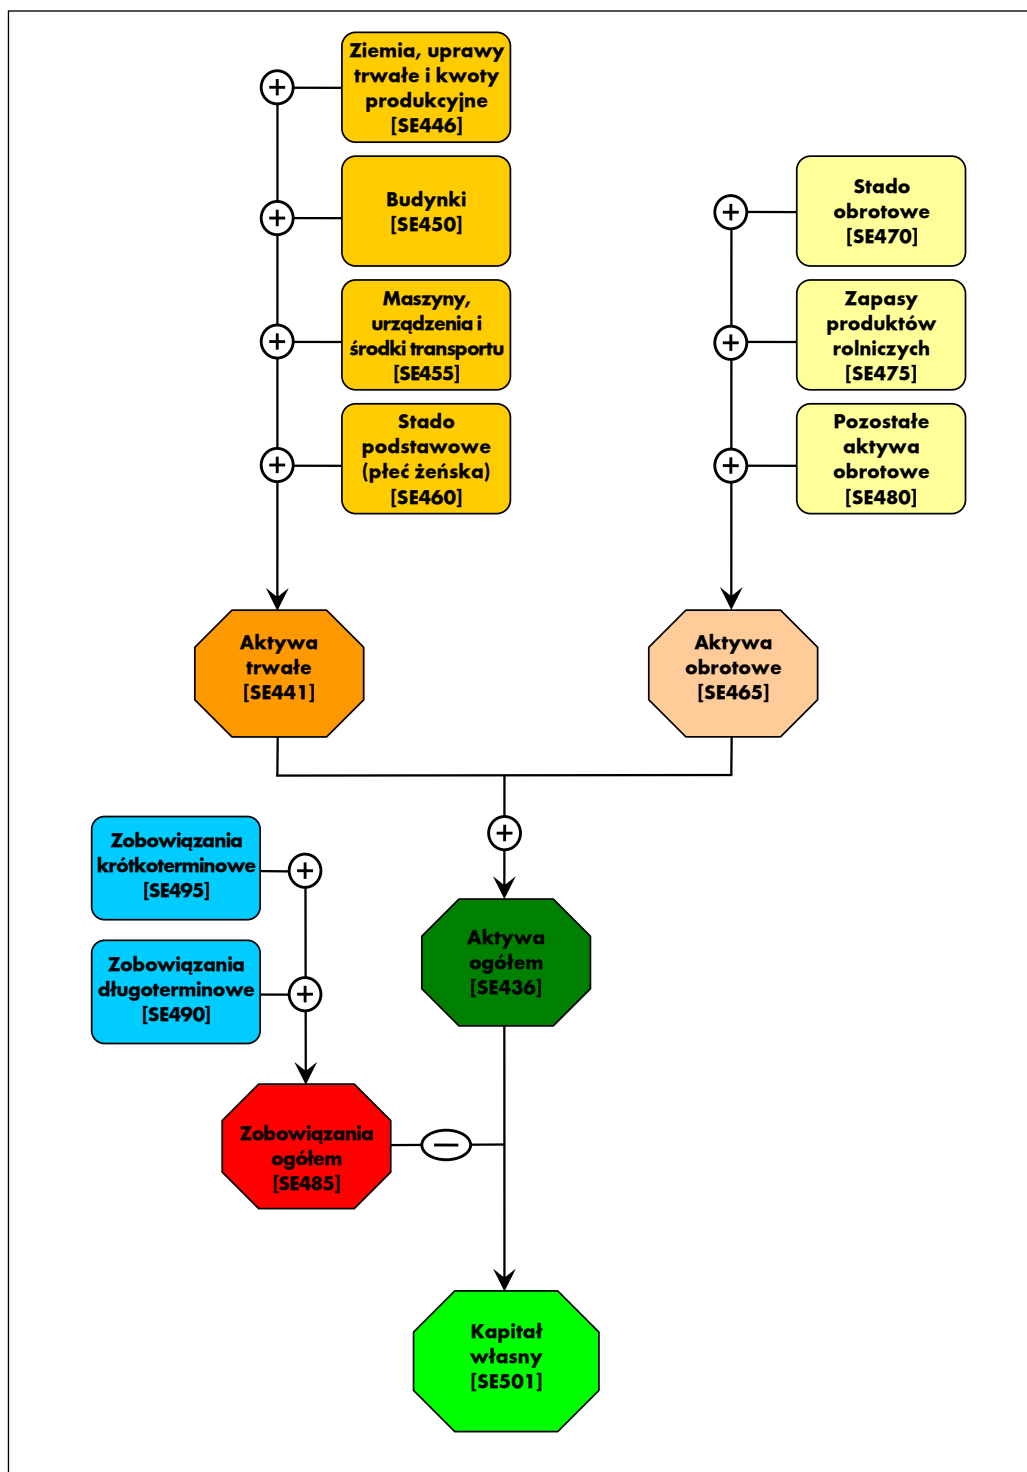 Ziemia, uprawy
trwałe i kwoty
produkcyjne
[SE446]
Budynki
[SE450]
Maszyny,
urządzenia i
środki transportu
[SE455]
Stado
podstawowe
(płeć żeńska)
[SE460]
Stado
obrotowe
[SE470]
Zapasy
produktów
rolniczych
[SE475]
Pozostałe
aktywa
obrotowe
[SE480]
Aktywa
trwałe
[SE441]
Aktywa
obrotowe
[SE465]
Zobowiązania
krótkoterminowe
[SE495]
Zobowiązania
długoterminowe
[SE490]
Aktywa
ogółem
[SE436]
Zobowiązania
ogółem
[SE485]
Kapitał
własny
[SE501]